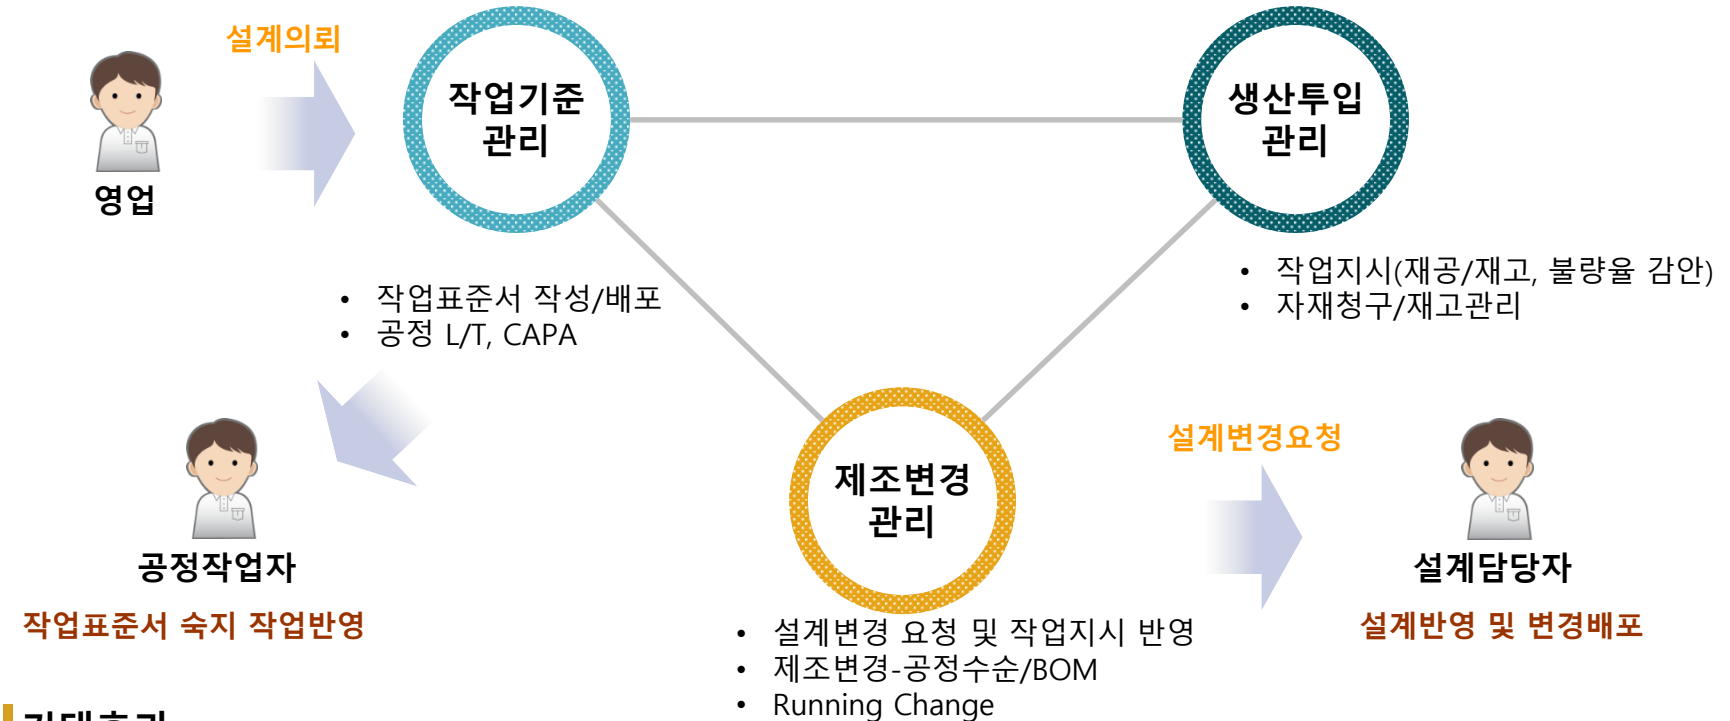 설계의뢰
영업
작업기준
관리
생산투입
관리
• 작업표준서 작성/배포
• 공정 L/T, CAPA
• 작업지시(재공/재고, 불량율 감안)
• 자재청구/재고관리
공정작업자
작업표준서 숙지 작업반영
제조변경
관리
설계변경요청
설계담당자
설계반영 및 변경배포
• 설계변경 요청 및 작업지시 반영
• 제조변경-공정수순/BOM
• Running Change